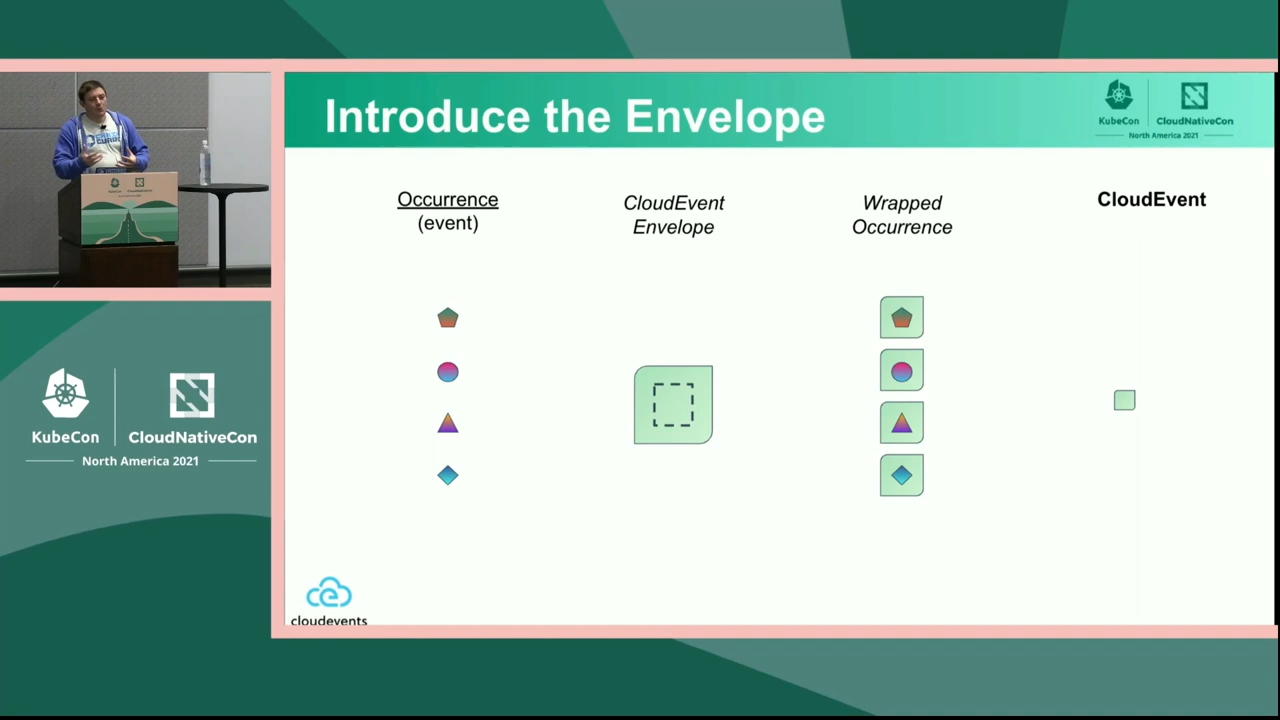 Introduce the Envelope
KubeCon
CloudNativeCon
North America 2021
Occurrence
(event)
CloudEvent
Envelope
Wrapped
Occurrence
CloudEvent
KubeCon
CloudNativeCon
North America 2021
cloudevents